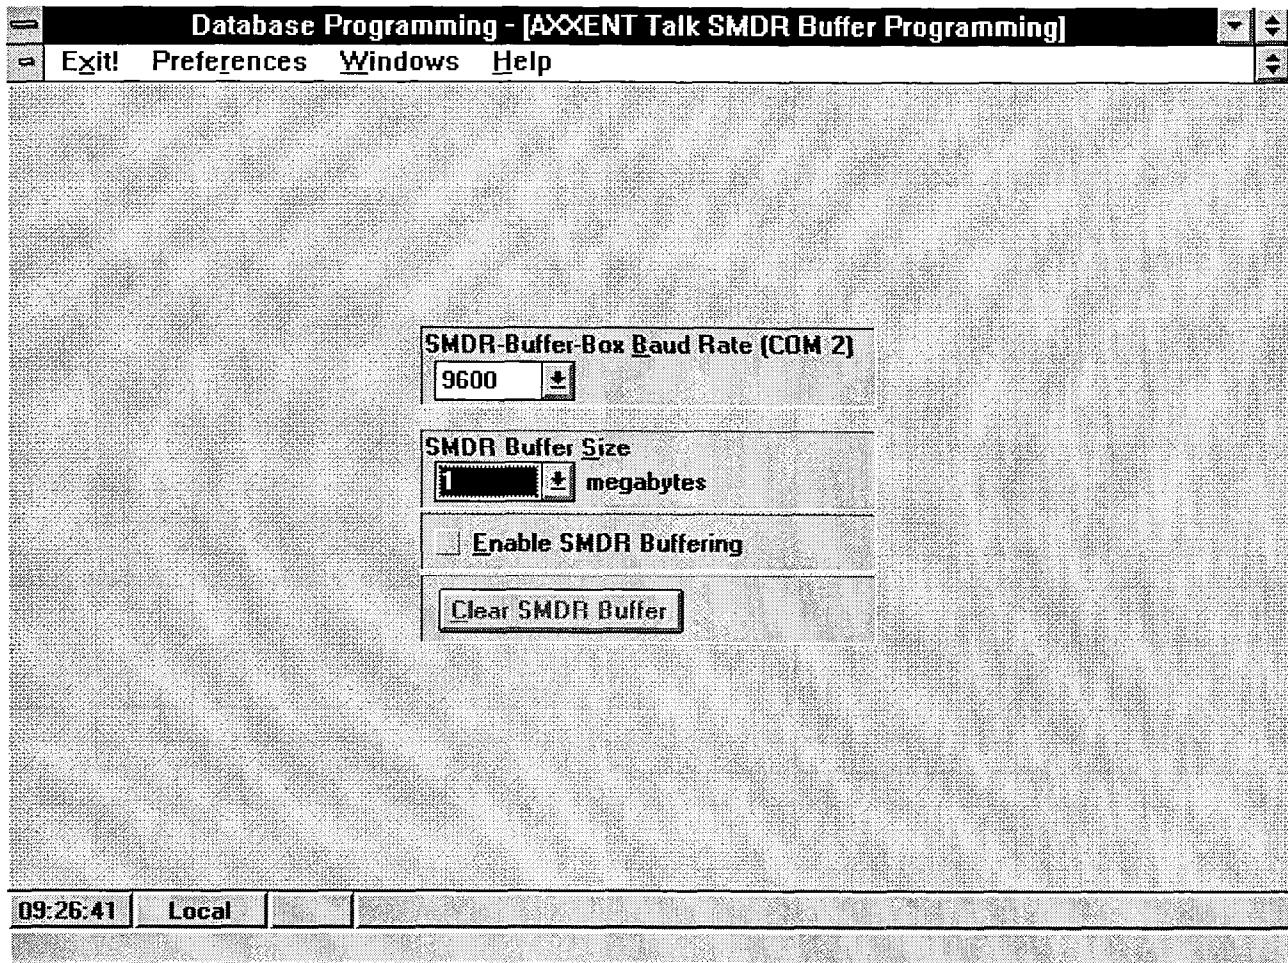 Database Programming - [AXXENT Talk SMDR Buffer Programming]
Exit! Preferences Windows Help
SMDR-Buffer-Box Baud Rate (COM 2)
9600
SMDR Buffer Size
1 megabytes
Enable SMDR Buffering
Clear SMDR Buffer
09:26:41 Local